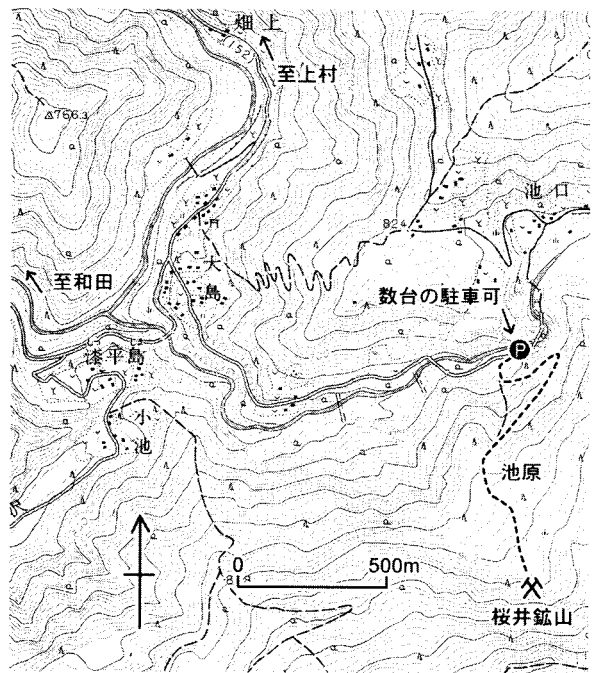 畑上
(152)
至上村
△766.3
池口
824
大島
至和田
数台の駐車可
P
漆平島
小池
池原
0 500m
桜井鉱山